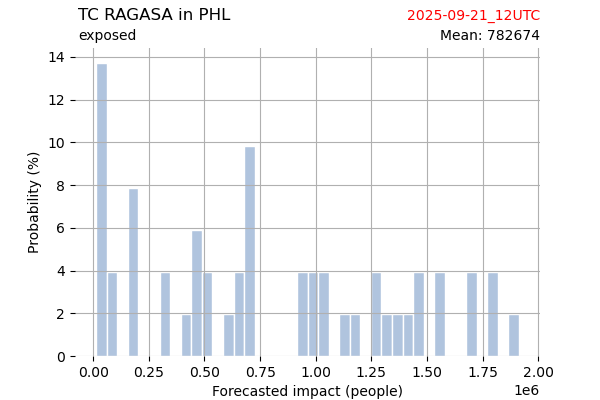 TC RAGASA in PHL
2025-09-21_12UTC
exposed
Mean: 782674
14
12
10
8
6
4
2
0
Probability (%)
0.00 0.25 0.50 0.75 1.00 1.25 1.50 1.75 2.00
1e6
Forecasted impact (people)